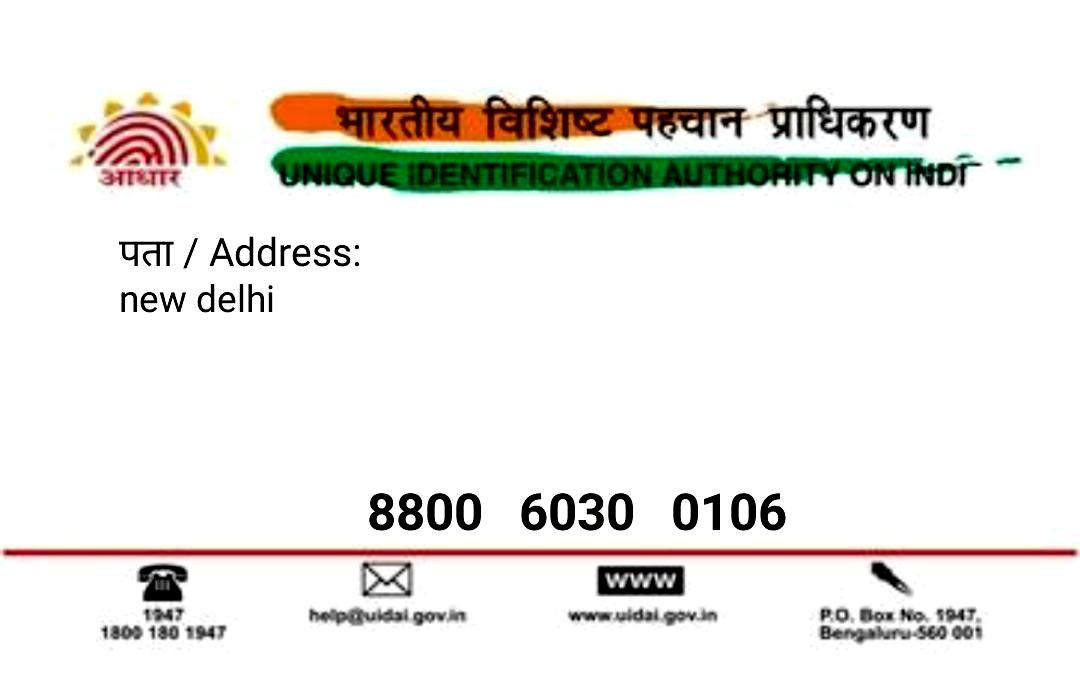 भारतीय विशिष्ट पहचान प्राधिकरण
आधार
UNIQUE IDENTIFICATION AUTHORITY ON INDI
पता / Address:
new delhi
8800 6030 0106
1947
1800 180 1947
help@uidai.gov.in
WWW
www.uidai.gov.in
P.O. Box No. 1947,
Bengaluru-560 001